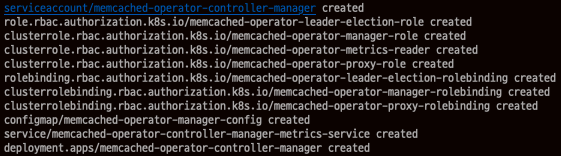 serviceaccount/memcached-operator-controller-manager created
role.rbac.authorization.k8s.io/memcached-operator-leader-election-role created
clusterrole.rbac.authorization.k8s.io/memcached-operator-manager-role created
clusterrole.rbac.authorization.k8s.io/memcached-operator-metrics-reader created
clusterrole.rbac.authorization.k8s.io/memcached-operator-proxy-role created
rolebinding.rbac.authorization.k8s.io/memcached-operator-leader-election-rolebinding created
clusterrolebinding.rbac.authorization.k8s.io/memcached-operator-manager-rolebinding created
clusterrolebinding.rbac.authorization.k8s.io/memcached-operator-proxy-rolebinding created
configmap/memcached-operator-manager-config created
service/memcached-operator-controller-manager-metrics-service created
deployment.apps/memcached-operator-controller-manager created